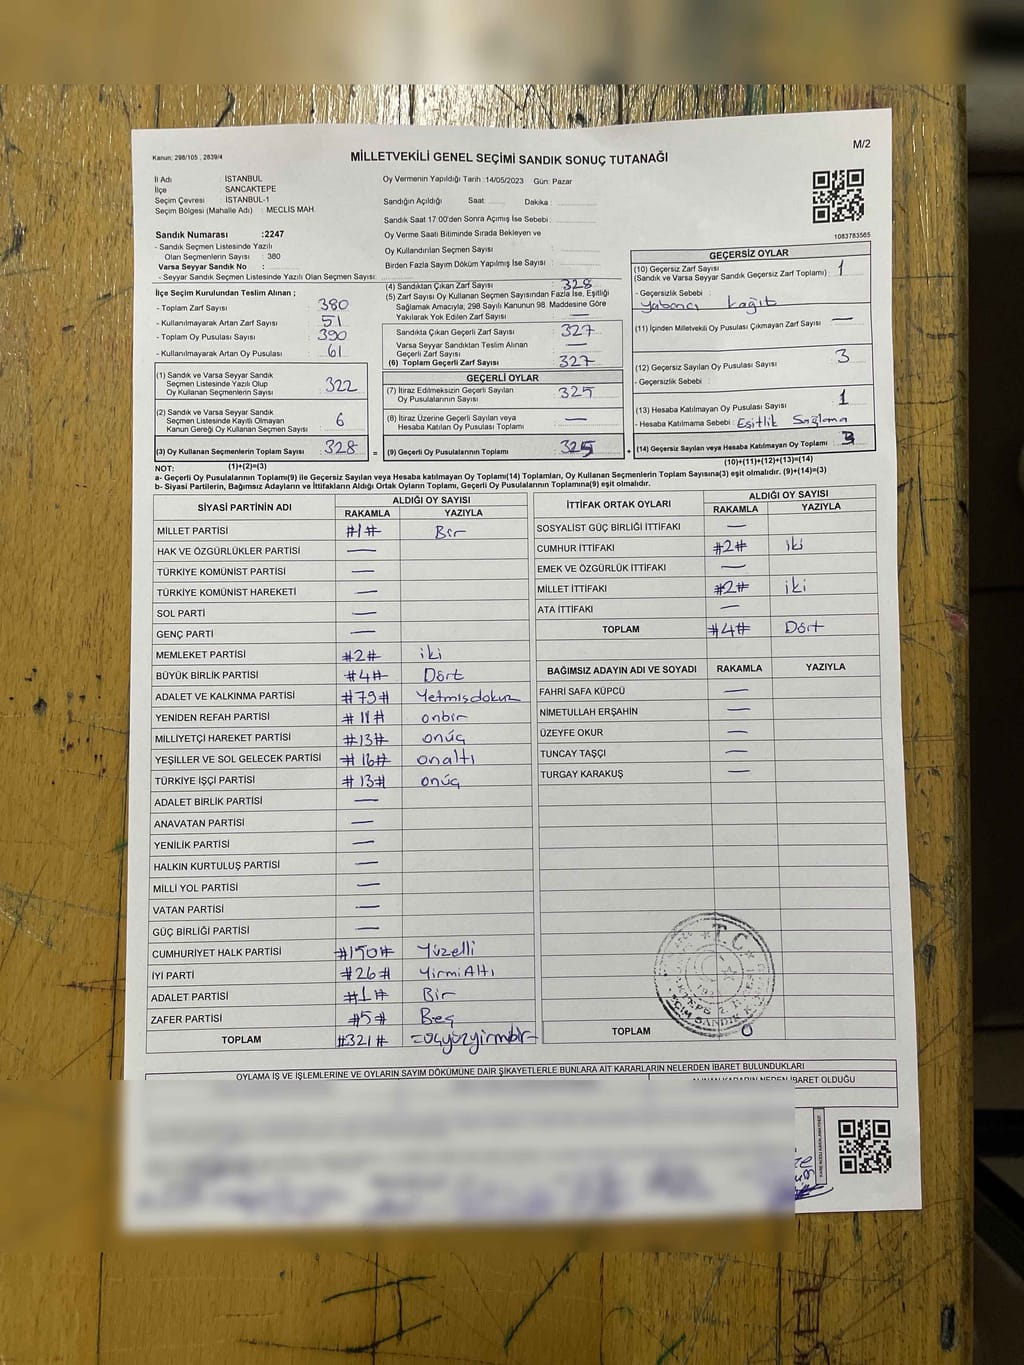 M/2
Kanun: 298/105 , 2839/4
MİLLETVEKİLİ GENEL SEÇİMİ SANDIK SONUÇ TUTANAĞI
İl Adı : İSTANBUL
İlçe : SANCAKTEPE
Seçim Çevresi : İSTANBUL-1
Seçim Bölgesi (Mahalle Adı) : MECLİS MAH.
Oy Vermenin Yapıldığı Tarih :14/05/2023 Gün: Pazar
Sandığın Açıldığı Saat ........ Dakika : ............
Sandık Saat 17:00'den Sonra Açımış İse Sebebi : ............
Oy Verme Saati Bitiminde Sırada Bekleyen ve
Oy Kullandırılan Seçmen Sayısı : ............
Birden Fazla Sayım Döküm Yapılmış İse Sayısı : ............
1083783565
Sandık Numarası :2247
- Sandık Seçmen Listesinde Yazılı
Olan Seçmenlerin Sayısı : 380
Varsa Seyyar Sandık No :
- Seyyar Sandık Seçmen Listesinde Yazılı Olan Seçmen Sayısı:
İlçe Seçim Kurulundan Teslim Alınan ;
- Toplam Zarf Sayısı : 380
- Kullanılmayarak Artan Zarf Sayısı : 51
- Toplam Oy Pusulası Sayısı : 390
- Kullanılmayarak Artan Oy Pusulası : 61
(1) Sandık ve Varsa Seyyar Sandık
Seçmen Listesinde Yazılı Olup
Oy Kullanan Seçmenlerin Sayısı : 322
(2) Sandık ve Varsa Seyyar Sandık
Seçmen Listesinde Kayıtlı Olmayan
Kanun Gereği Oy Kullanan Seçmen Sayısı : 6
(3) Oy Kullanan Seçmenlerin Toplam Sayısı : 328 =
(1)+(2)=(3)
(4) Sandıktan Çıkan Zarf Sayısı : 328
(5) Zarf Sayısı Oy Kullanan Seçmen Sayısından Fazla İse, Eşitliği
Sağlamak Amacıyla, 298 Sayılı Kanunun 98. Maddesine Göre
Yakılarak Yok Edilen Zarf Sayısı : —
Sandıkta Çıkan Geçerli Zarf Sayısı : 327
Varsa Seyyar Sandıktan Teslim Alınan
Geçerli Zarf Sayısı : —
(6) Toplam Geçerli Zarf Sayısı : 327
GEÇERLİ OYLAR
(7) İtiraz Edilmeksizin Geçerli Sayılan
Oy Pusulalarının Sayısı : 325
(8) İtiraz Üzerine Geçerli Sayılan veya
Hesaba Katılan Oy Pusulası Toplamı : —
(9) Geçerli Oy Pusulalarının Toplamı : 325 +
GEÇERSİZ OYLAR
(10) Geçersiz Zarf Sayısı
(Sandık ve Varsa Seyyar Sandık Geçersiz Zarf Toplamı) : 1
- Geçersizlik Sebebi :
Yabancı Kağıt
(11) İçinden Milletvekili Oy Pusulası Çıkmayan Zarf Sayısı : —
(12) Geçersiz Sayılan Oy Pusulası Sayısı : 3
- Geçersizlik Sebebi :
(13) Hesaba Katılmayan Oy Pusulası Sayısı : 1
- Hesaba Katılmama Sebebi : Eşitlik Sağlama
(14) Geçersiz Sayılan veya Hesaba Katılmayan Oy Toplamı : 3
(10)+(11)+(12)+(13)=(14)
NOT:
a- Geçerli Oy Pusulalarının Toplamı(9) ile Geçersiz Sayılan veya Hesaba Katılmayan Oy Toplamı(14) Toplamları, Oy Kullanan Seçmenlerin Toplam Sayısına(3) eşit olmalıdır. (9)+(14)=(3)
b- Siyasi Partilerin, Bağımsız Adayların ve İttifakların Aldığı Ortak Oyların Toplamı, Geçerli Oy Pusulalarının Toplamına(9) eşit olmalıdır.
SİYASİ PARTİNİN ADI ALDIĞI OY SAYISI
RAKAMLA YAZIYLA
MİLLET PARTİSİ #1# Bir
HAK VE ÖZGÜRLÜKLER PARTİSİ —
TÜRKİYE KOMÜNİST PARTİSİ —
TÜRKİYE KOMÜNİST HAREKETİ —
SOL PARTİ —
GENÇ PARTİ —
MEMLEKET PARTİSİ #2# iki
BÜYÜK BİRLİK PARTİSİ #4# Dört
ADALET VE KALKINMA PARTİSİ #79# Yetmişdokuz
YENİDEN REFAH PARTİSİ #11# onbir
MİLLİYETÇİ HAREKET PARTİSİ #13# onüç
YEŞİLLER VE SOL GELECEK PARTİSİ #16# onaltı
TÜRKİYE İŞÇİ PARTİSİ #13# onüç
ADALET BİRLİK PARTİSİ —
ANAVATAN PARTİSİ —
YENİLİK PARTİSİ —
HALKIN KURTULUŞ PARTİSİ —
MİLLİ YOL PARTİSİ —
VATAN PARTİSİ —
GÜÇ BİRLİĞİ PARTİSİ —
CUMHURİYET HALK PARTİSİ #150# Yüzelli
İYİ PARTİ #26# YirmiAltı
ADALET PARTİSİ #1# Bir
ZAFER PARTİSİ #5# Beş
TOPLAM #321# =üçyüzyirmibir-
İTTİFAK ORTAK OYLARI ALDIĞI OY SAYISI
RAKAMLA YAZIYLA
SOSYALİST GÜÇ BİRLİĞİ İTTİFAKI —
CUMHUR İTTİFAKI #2# iki
EMEK VE ÖZGÜRLÜK İTTİFAKI —
MİLLET İTTİFAKI #2# iki
ATA İTTİFAKI —
TOPLAM #4# Dört
BAĞIMSIZ ADAYIN ADI VE SOYADI RAKAMLA YAZIYLA
FAHRİ SAFA KÜPCÜ —
NİMETULLAH ERŞAHİN —
ÜZEYFE OKUR —
TUNCAY TAŞÇI —
TURGAY KARAKUŞ —
T.C.
TOPLAM 0
OYLAMA İŞ VE İŞLEMLERİNE VE OYLARIN SAYIM DÖKÜMÜNE DAİR ŞİKAYETLERLE BUNLARA AİT KARARLARIN NELERDEN İBARET BULUNDUKLARI